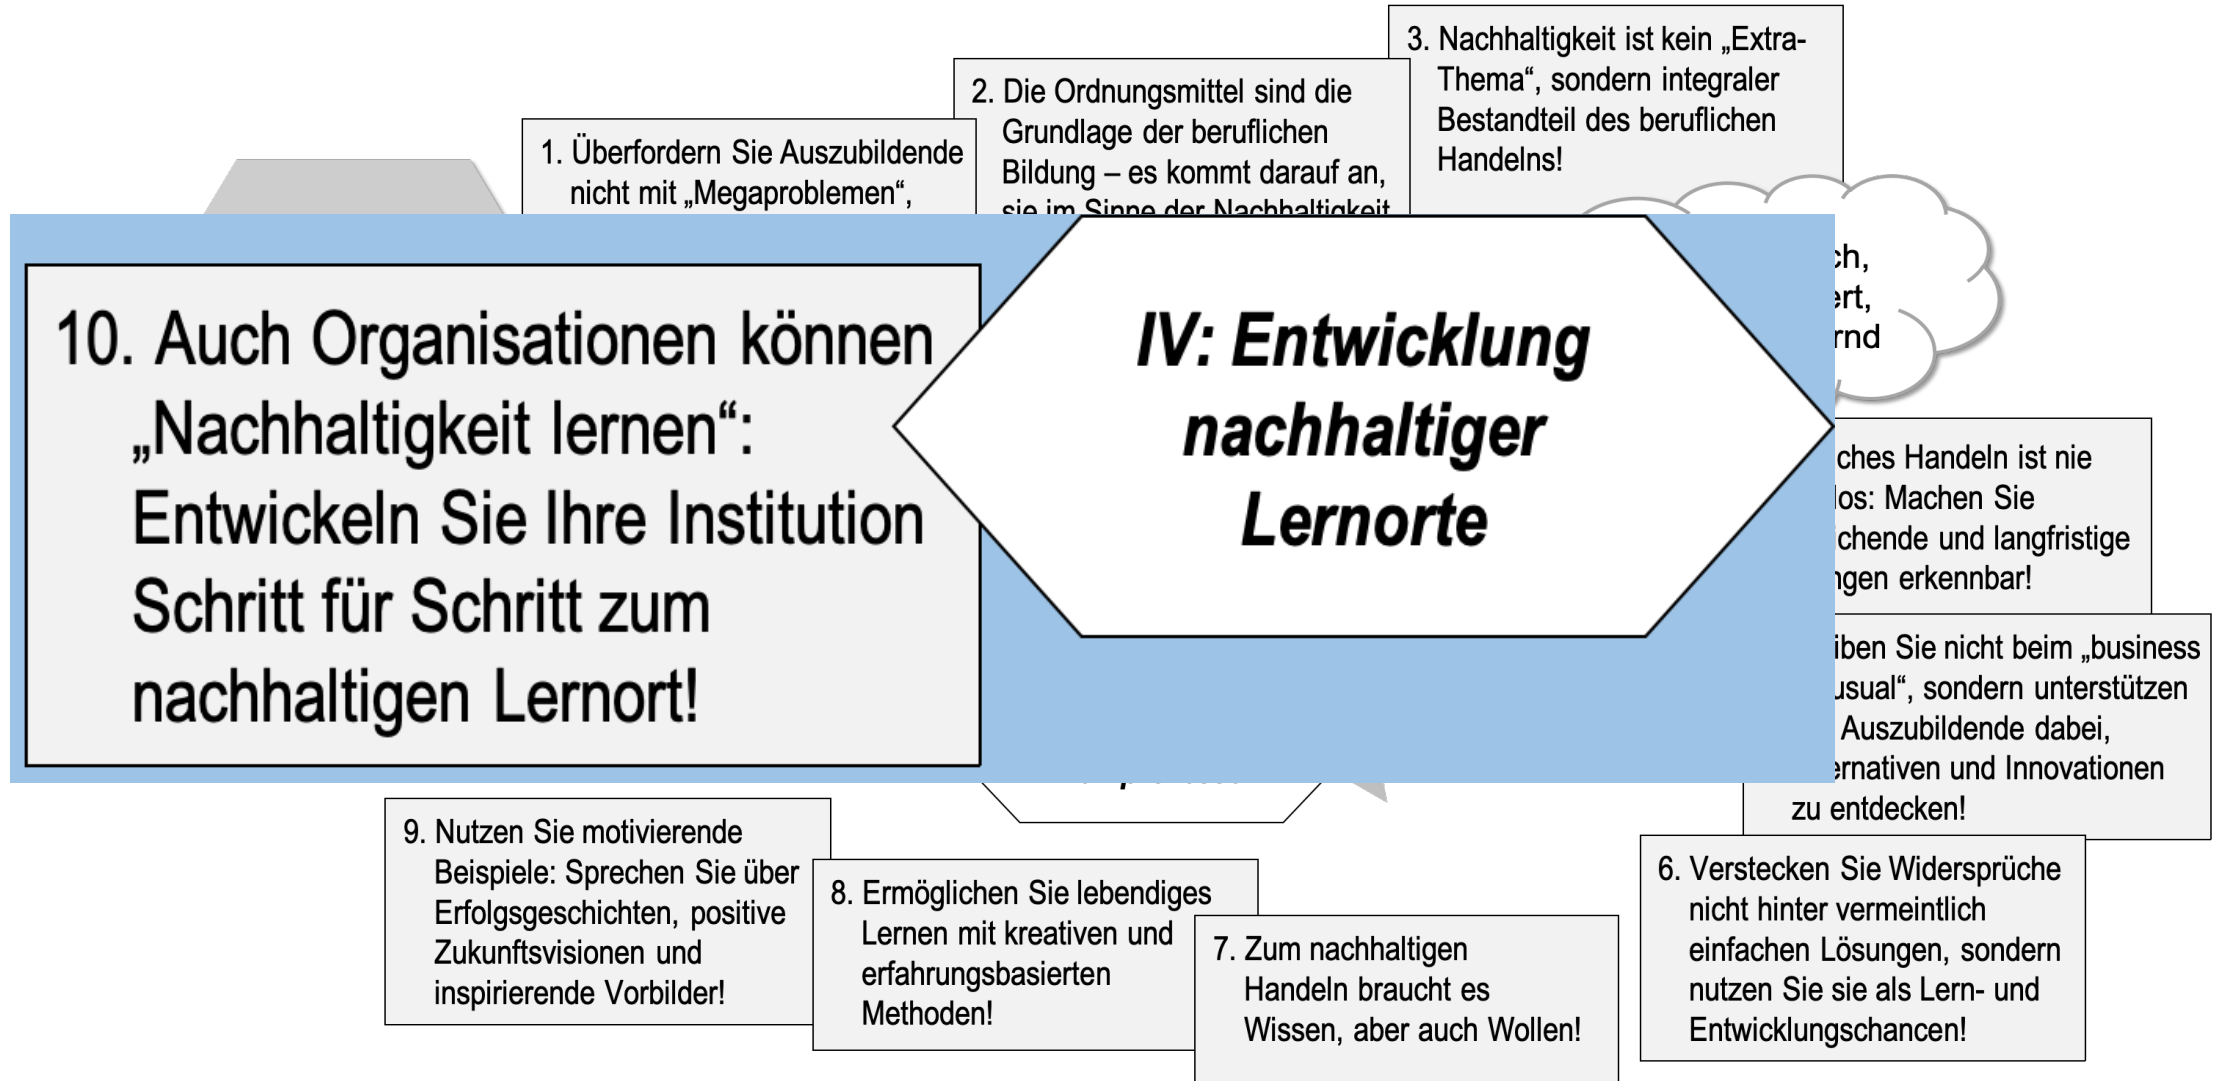 3. Nachhaltigkeit ist kein „Extra-
Thema“, sondern integraler
Bestandteil des beruflichen
Handelns!
2. Die Ordnungsmittel sind die
Grundlage der beruflichen
Bildung – es kommt darauf an,
sie im Sinne der Nachhaltigkeit
1. Überfordern Sie Auszubildende
nicht mit „Megaproblemen“,
10. Auch Organisationen können
„Nachhaltigkeit lernen“:
Entwickeln Sie Ihre Institution
Schritt für Schritt zum
nachhaltigen Lernort!
IV: Entwicklung
nachhaltiger
Lernorte
Handeln ist nie
Machen Sie
und langfristige
erkennbar!
Sie nicht beim „business
usual“, sondern unterstützen
Auszubildende dabei,
und Innovationen
zu entdecken!
6. Verstecken Sie Widersprüche
nicht hinter vermeintlich
einfachen Lösungen, sondern
nutzen Sie sie als Lern- und
Entwicklungschancen!
7. Zum nachhaltigen
Handeln braucht es
Wissen, aber auch Wollen!
8. Ermöglichen Sie lebendiges
Lernen mit kreativen und
erfahrungsbasierten
Methoden!
9. Nutzen Sie motivierende
Beispiele: Sprechen Sie über
Erfolgsgeschichten, positive
Zukunftsvisionen und
inspirierende Vorbilder!